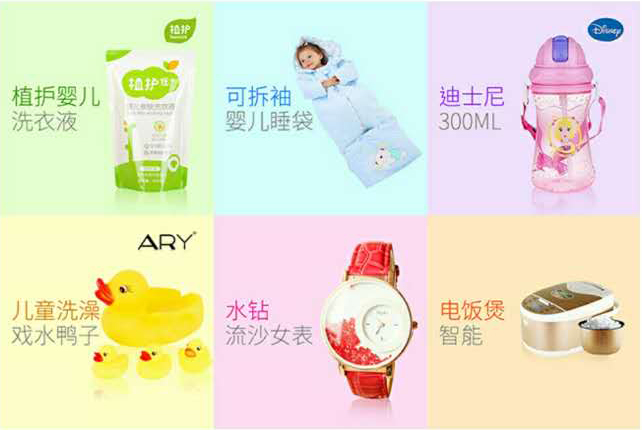 植护
植护
植护婴儿
洗衣液
可拆袖
婴儿睡袋
Disney
迪士尼
300ML
ARY
儿童洗澡
戏水鸭子
水钻
流沙女表
电饭煲
智能